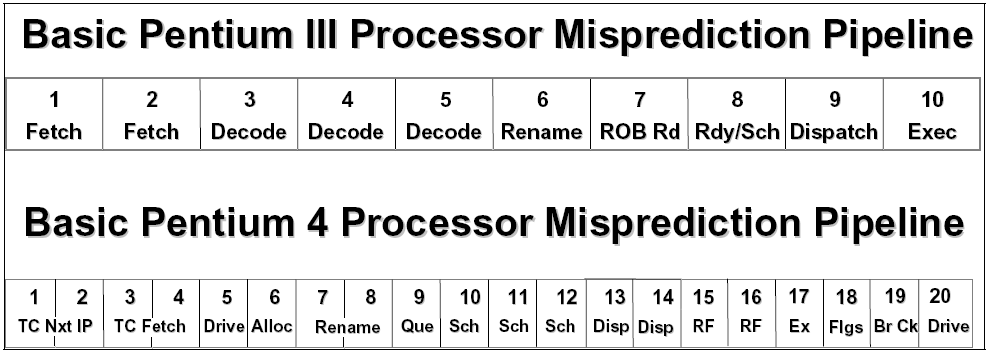 Basic Pentium III Processor Misprediction Pipeline
1 2 3 4 5 6 7 8 9 10
Fetch Fetch Decode Decode Decode Rename ROB Rd Rdy/Sch Dispatch Exec
Basic Pentium 4 Processor Misprediction Pipeline
1 2 3 4 5 6 7 8 9 10 11 12 13 14 15 16 17 18 19 20
TC Nxt IP TC Fetch Drive Alloc Rename Que Sch Sch Sch Disp Disp RF RF Ex Flgs Br Ck Drive